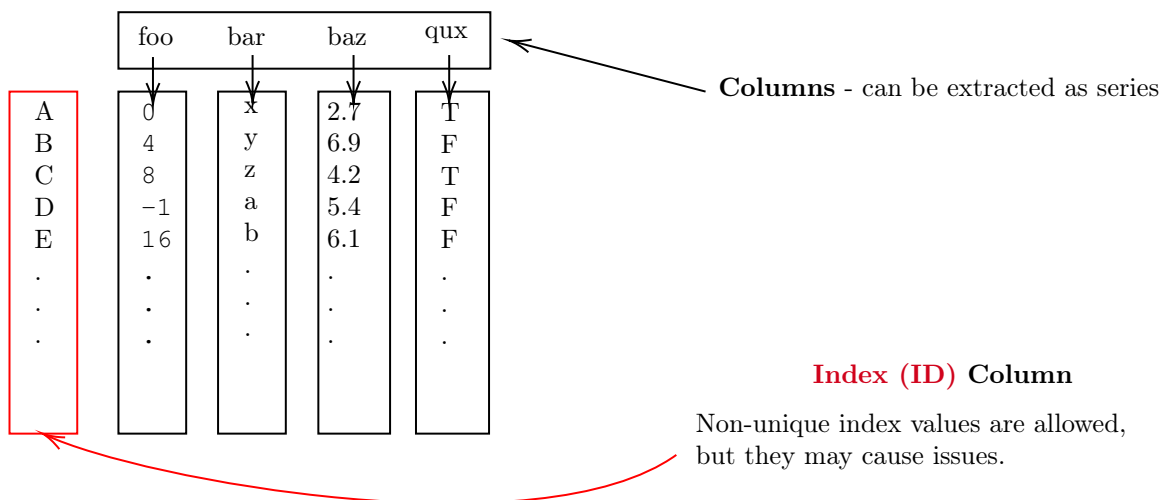 foo bar baz qux
Columns - can be extracted as series
A 0 x 2.7 T
B 4 y 6.9 F
C 8 z 4.2 T
D -1 a 5.4 F
E 16 b 6.1 F
. . . . .
. . . . .
. . . . .
Index (ID) Column
Non-unique index values are allowed,
but they may cause issues.